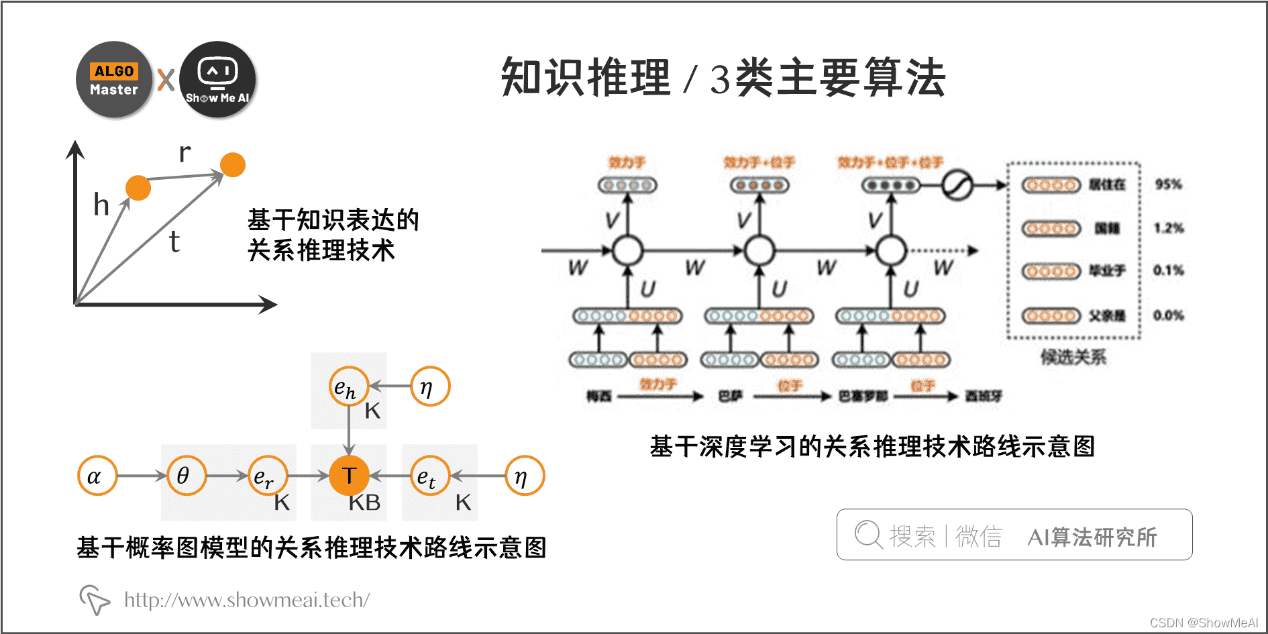 ALGO
Master
X
Show Me AI
知识推理 / 3类主要算法
h
r
t
基于知识表达的
关系推理技术
效力于
效力于+位于
效力于+位于+位于
V
V
V
W
W
W
W
U
U
U
居住在 95%
国籍 1.2%
毕业于 0.1%
父亲是 0.0%
候选关系
梅西 效力于 巴萨 位于 巴塞罗那 位于 西班牙
基于深度学习的关系推理技术路线示意图
eh
K
η
α
θ
er
K
T
KB
et
K
η
基于概率图模型的关系推理技术路线示意图
搜索 | 微信 AI算法研究所
http://www.showmeai.tech/
CSDN @ShowMeAI